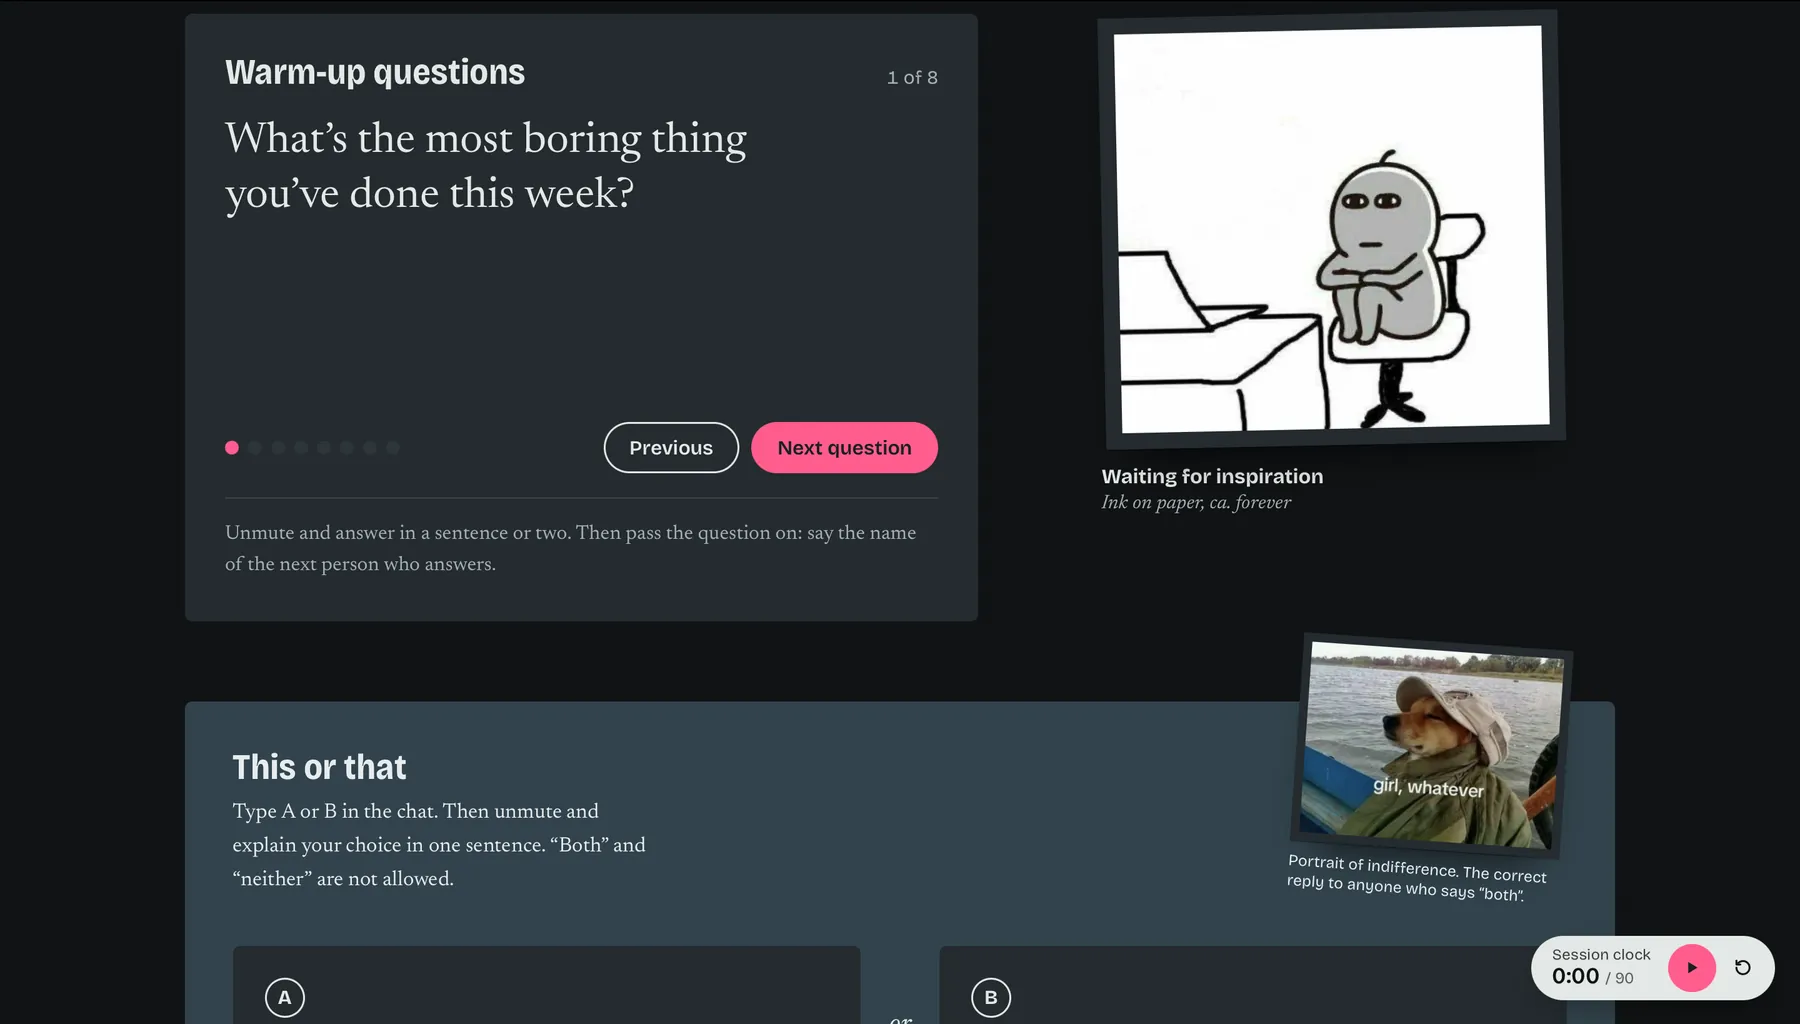 Warm-up questions
1 of 8
What’s the most boring thing
you’ve done this week?
Previous
Next question
Unmute and answer in a sentence or two. Then pass the question on: say the name
of the next person who answers.
Waiting for inspiration
Ink on paper, ca. forever
This or that
Type A or B in the chat. Then unmute and
explain your choice in one sentence. “Both” and
“neither” are not allowed.
girl, whatever
Portrait of indifference. The correct
reply to anyone who says “both”.
A
or
B
Session clock
0:00 / 90